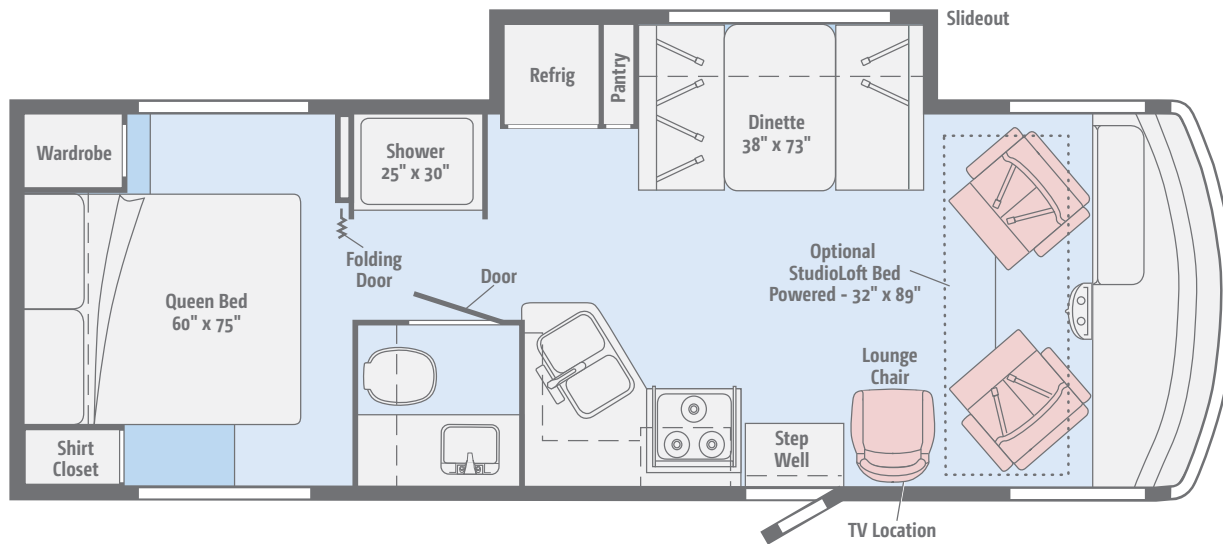 Slideout
Refrig
Pantry
Dinette
38" x 73"
Wardrobe
Shower
25" x 30"
Folding
Door
Door
Optional
StudioLoft Bed
Powered - 32" x 89"
Queen Bed
60" x 75"
Lounge
Chair
Shirt
Closet
Step
Well
TV Location